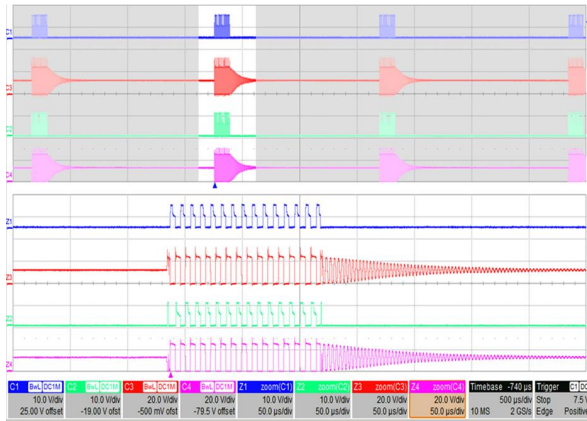 C1
C3
C2
C4
Z1
Z3
Z2
Z4
C1 BwL DC1M C2 BwL DC1M C3 BwL DC1M C4 BwL DC1M Z1 zoom(C1) Z2 zoom(C2) Z3 zoom(C3) Z4 zoom(C4) Timebase -740 µs Trigger C1 DC
10.0 V/div 10.0 V/div 20.0 V/div 20.0 V/div 10.0 V/div 10.0 V/div 20.0 V/div 20.0 V/div 500 µs/div Stop 7.5
25.00 V offset -19.00 V ofst -500 mV ofst -79.5 V offset 50.0 µs/div 50.0 µs/div 50.0 µs/div 50.0 µs/div 10 MS 2 GS/s Edge Positive